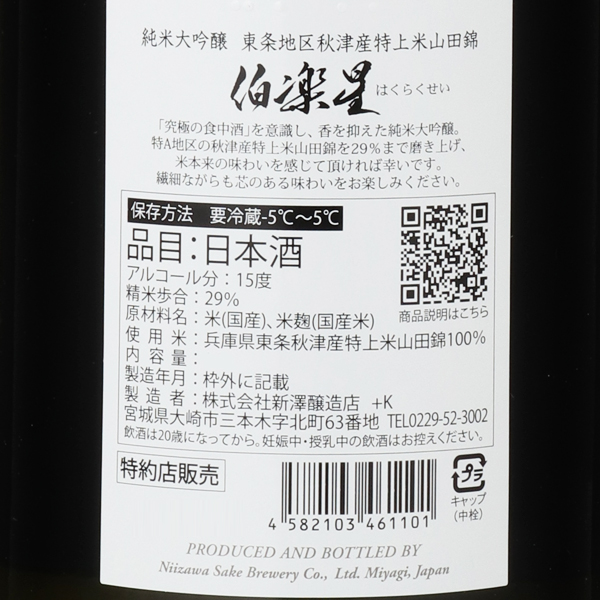 純米大吟醸 東条地区秋津産特上米山田錦
伯楽星 はくらくせい
「究極の食中酒」を意識し、香を抑えた純米大吟醸。
特A地区の秋津産特上米山田錦を29%まで磨き上げ、
米本来の味わいを感じて頂ければ幸いです。
繊細ながらも芯のある味わいをお楽しみください。
保存方法 要冷蔵-5℃〜5℃
品目:日本酒
アルコール分:15度
精米歩合:29%
原材料名:米(国産)、米麹(国産米)
商品説明はこちら
使用米:兵庫県東条秋津産特上米山田錦100%
内容量:
製造年月:枠外に記載
製造者:株式会社新澤醸造店 +K
宮城県大崎市三本木字北町63番地 TEL0229-52-3002
飲酒は20歳になってから。妊娠中・授乳中の飲酒はお控えください。
特約店販売
4 582103 461101
プラ
キャップ
(中栓)
PRODUCED AND BOTTLED BY
Niizawa Sake Brewery Co., Ltd. Miyagi, Japan